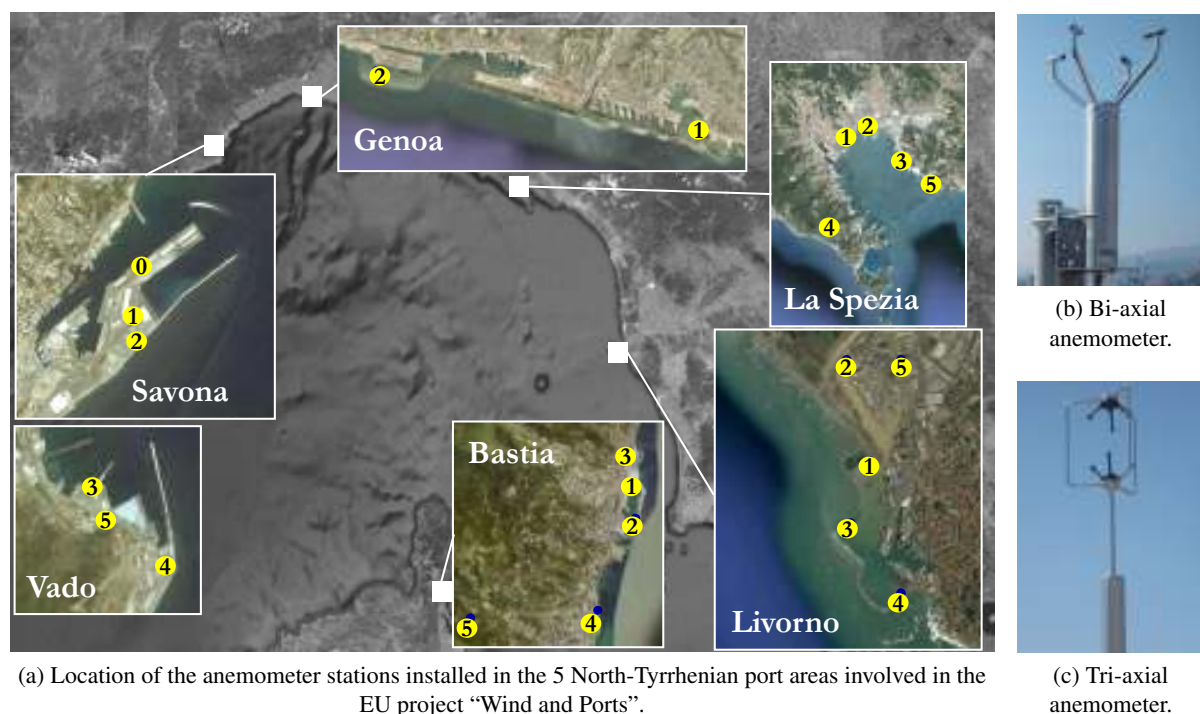 2
1
Genoa
1
2
3
5
4
La Spezia
0
1
2
Savona
3
5
4
Vado
Bastia
3
1
2
4
5
2
5
1
3
4
Livorno
(a) Location of the anemometer stations installed in the 5 North-Tyrrhenian port areas involved in the
EU project “Wind and Ports”.
(b) Bi-axial
anemometer.
(c) Tri-axial
anemometer.